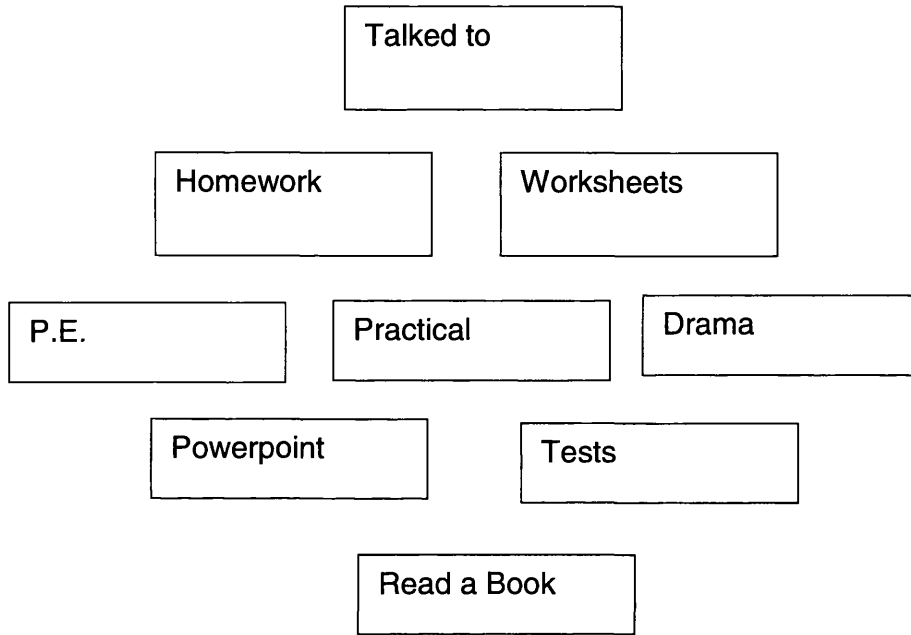 Talked to
Homework
Worksheets
P.E.
Practical
Drama
Powerpoint
Tests
Read a Book